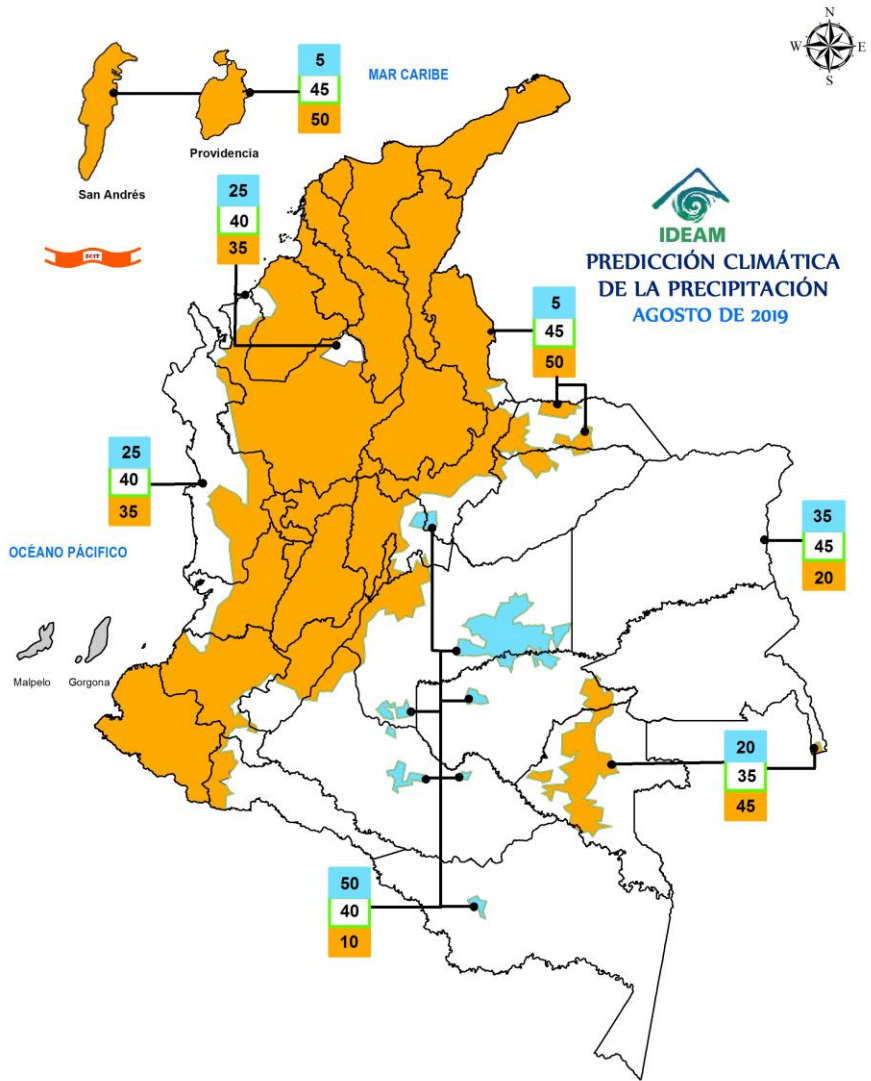 N
W E
S
5
MAR CARIBE
45
50
Providencia
San Andrés
25
40
35
ZCIT
IDEAM
PREDICCIÓN CLIMÁTICA
DE LA PRECIPITACIÓN
AGOSTO DE 2019
5
45
50
25
40
35
OCÉANO PÁCIFICO
35
45
20
Malpelo Gorgona
20
35
45
50
40
10